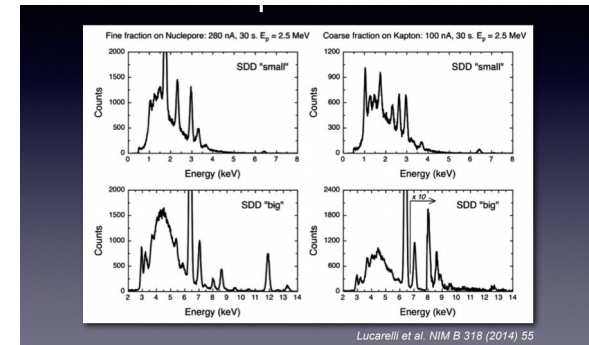 Fine fraction on Nuclepore: 280 nA, 30 s. Ep = 2.5 MeV
Coarse fraction on Kapton: 100 nA, 30 s. Ep = 2.5 MeV
2000
1500
1000
500
0
Counts
SDD "small"
0 1 2 3 4 5 6 7 8
Energy (keV)
1200
900
600
300
0
Counts
SDD "small"
0 1 2 3 4 5 6 7 8
Energy (keV)
2000
1500
1000
500
0
Counts
SDD "big"
2 3 4 5 6 7 8 9 10 11 12 13 14
Energy (keV)
2400
1800
1200
600
0
Counts
x 10
SDD "big"
2 3 4 5 6 7 8 9 10 11 12 13 14
Energy (keV)
Lucarelli et al. NIM B 318 (2014) 55